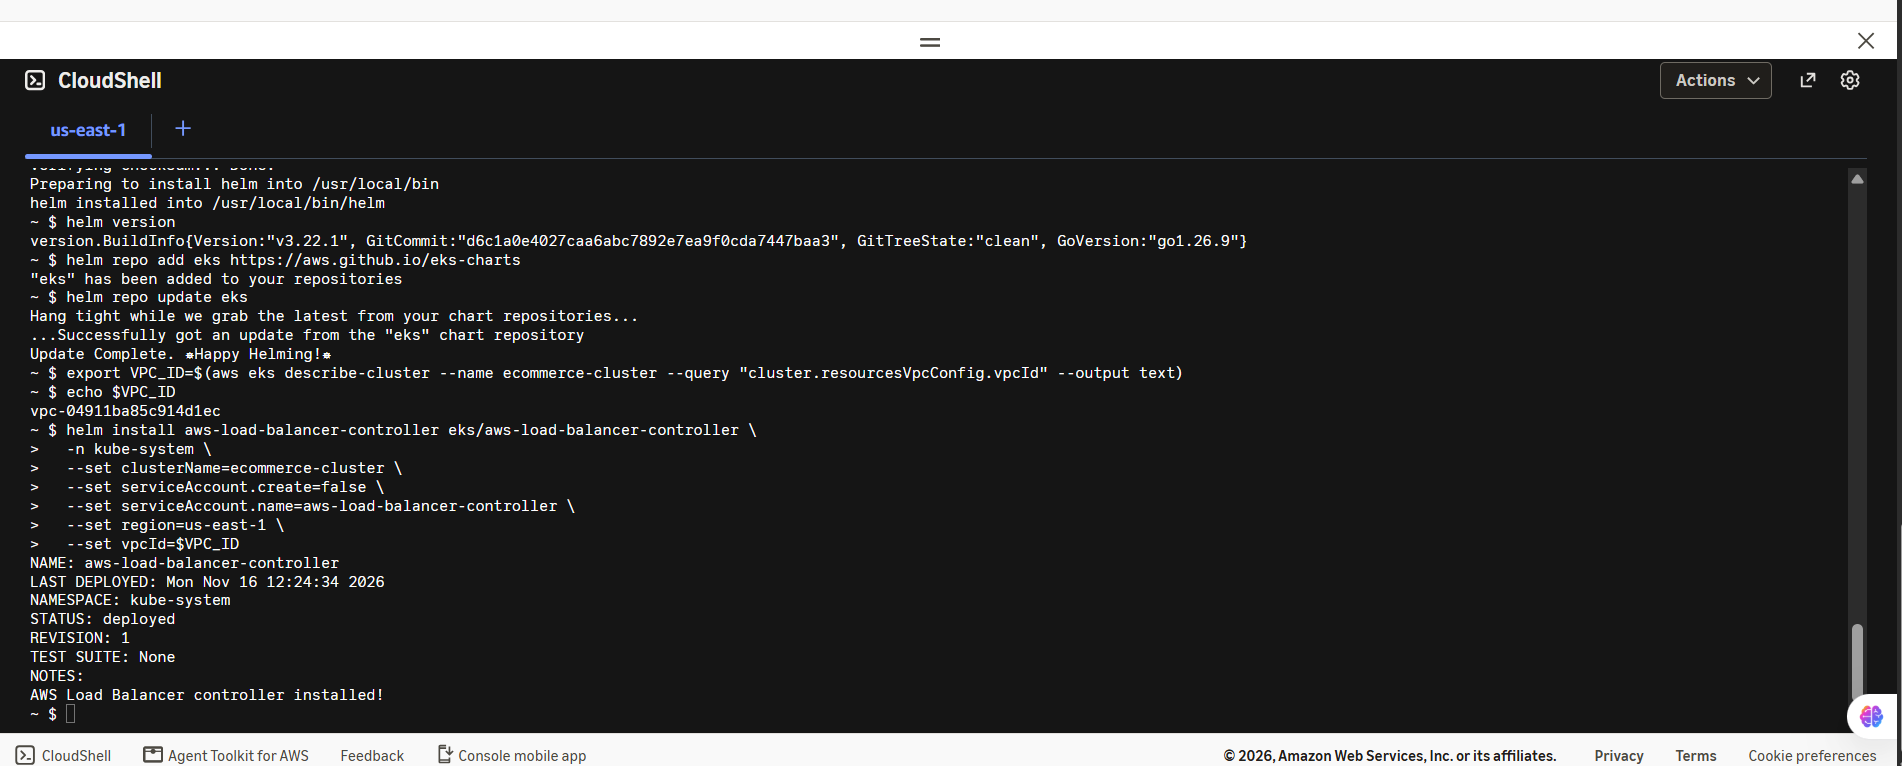 CloudShell
Actions
us-east-1
+
Verifying checksum... Done.
Preparing to install helm into /usr/local/bin
helm installed into /usr/local/bin/helm
~ $ helm version
version.BuildInfo{Version:"v3.22.1", GitCommit:"d6c1a0e4027caa6abc7892e7ea9f0cda7447baa3", GitTreeState:"clean", GoVersion:"go1.26.9"}
~ $ helm repo add eks https://aws.github.io/eks-charts
"eks" has been added to your repositories
~ $ helm repo update eks
Hang tight while we grab the latest from your chart repositories...
...Successfully got an update from the "eks" chart repository
Update Complete. ⎈Happy Helming!⎈
~ $ export VPC_ID=$(aws eks describe-cluster --name ecommerce-cluster --query "cluster.resourcesVpcConfig.vpcId" --output text)
~ $ echo $VPC_ID
vpc-04911ba85c914d1ec
~ $ helm install aws-load-balancer-controller eks/aws-load-balancer-controller \
>   -n kube-system \
>   --set clusterName=ecommerce-cluster \
>   --set serviceAccount.create=false \
>   --set serviceAccount.name=aws-load-balancer-controller \
>   --set region=us-east-1 \
>   --set vpcId=$VPC_ID
NAME: aws-load-balancer-controller
LAST DEPLOYED: Mon Nov 16 12:24:34 2026
NAMESPACE: kube-system
STATUS: deployed
REVISION: 1
TEST SUITE: None
NOTES:
AWS Load Balancer controller installed!
~ $
CloudShell Agent Toolkit for AWS Feedback Console mobile app © 2026, Amazon Web Services, Inc. or its affiliates. Privacy Terms Cookie preferences